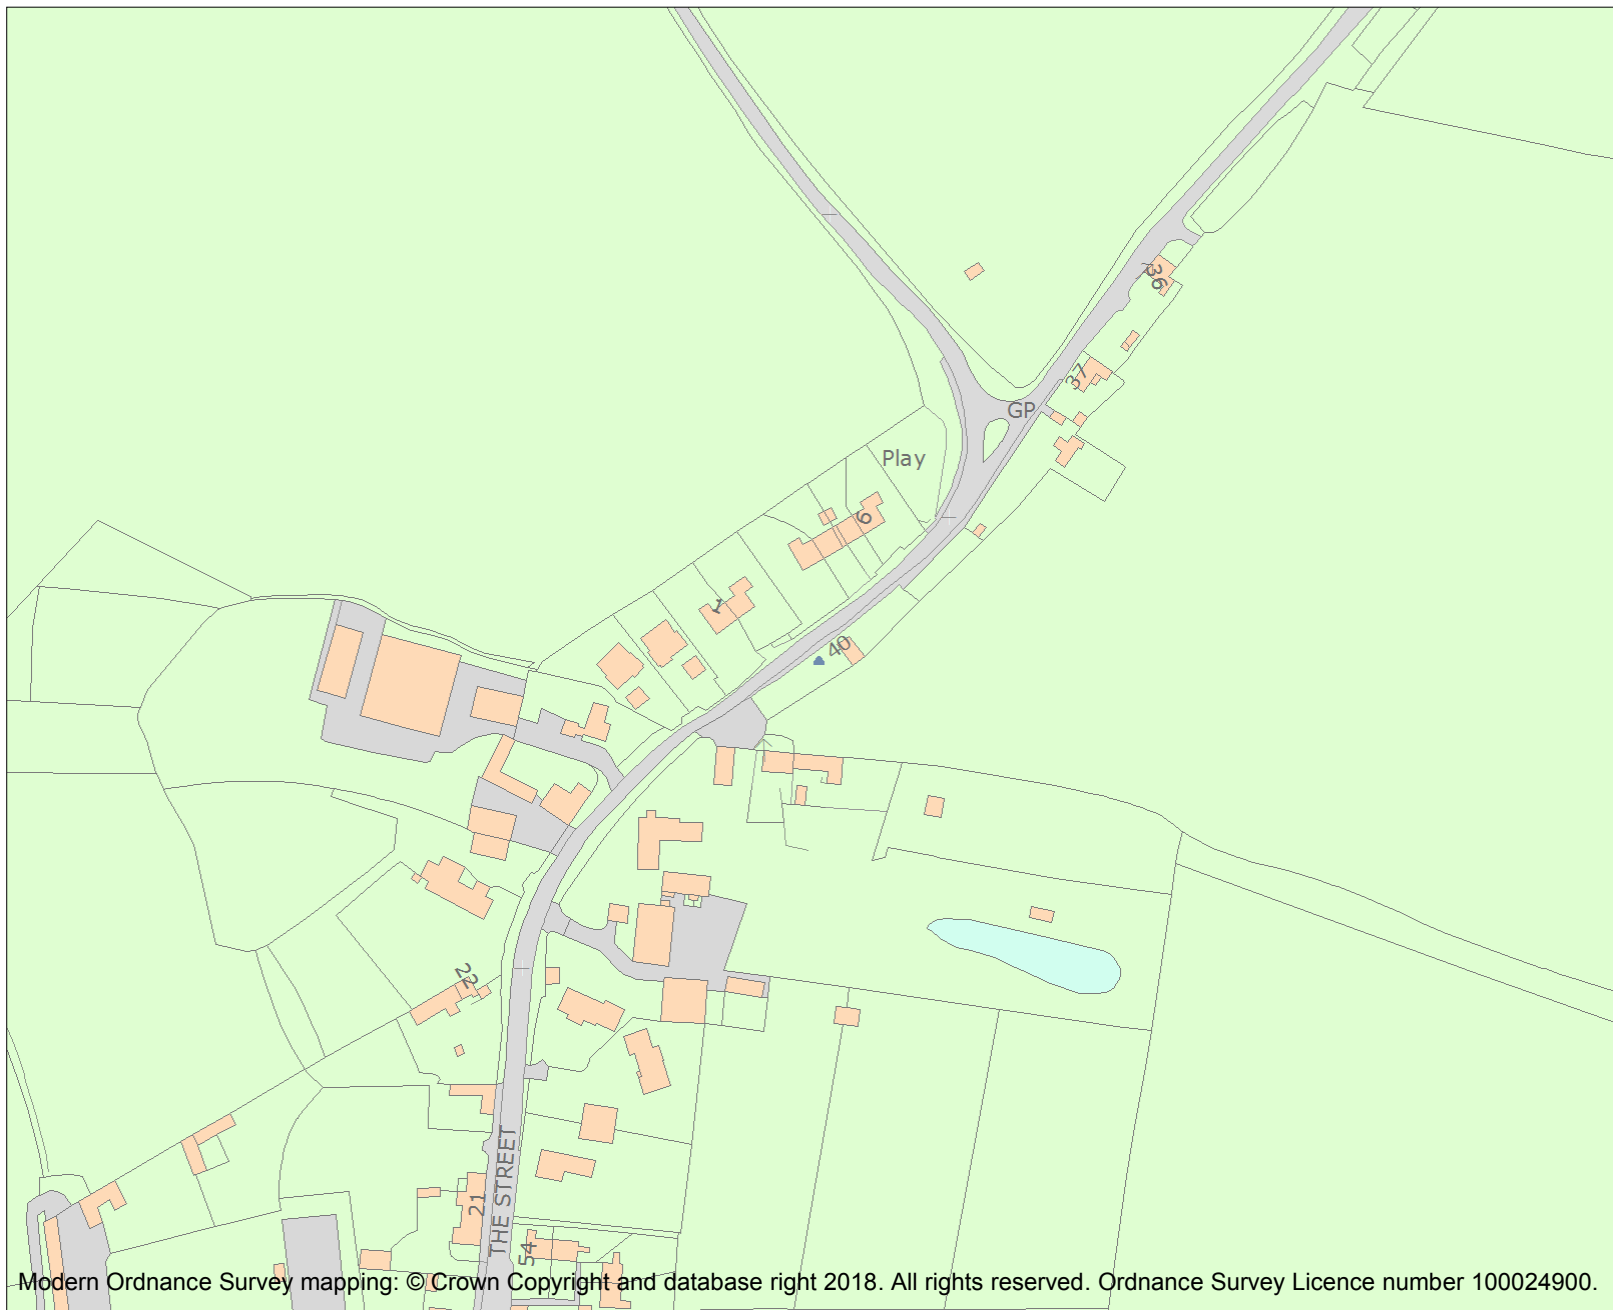 36
37
GP
Play
6
1
40
22
THE STREET
21
54
Modern Ordnance Survey mapping: © Crown Copyright and database right 2018. All rights reserved. Ordnance Survey Licence number 100024900.